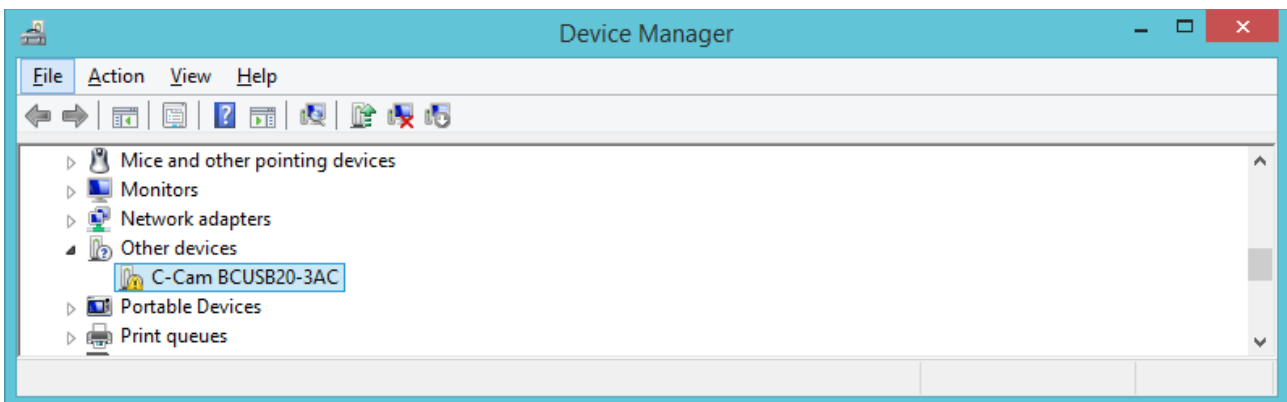 Device Manager
File Action View Help
Mice and other pointing devices
Monitors
Network adapters
Other devices
C-Cam BCUSB20-3AC
Portable Devices
Print queues